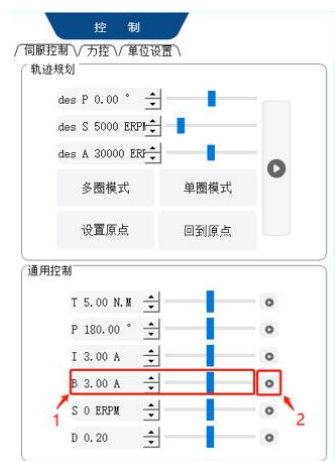 控 制
伺服控制 力控 单位设置
轨迹规划
des P 0.00 °
des S 5000 ERPM
des A 30000 ERF
多圈模式 单圈模式
设置原点 回到原点
通用控制
T 5.00 N.M
P 180.00 °
I 3.00 A
B 3.00 A
S 0 ERPM
1 2
D 0.20